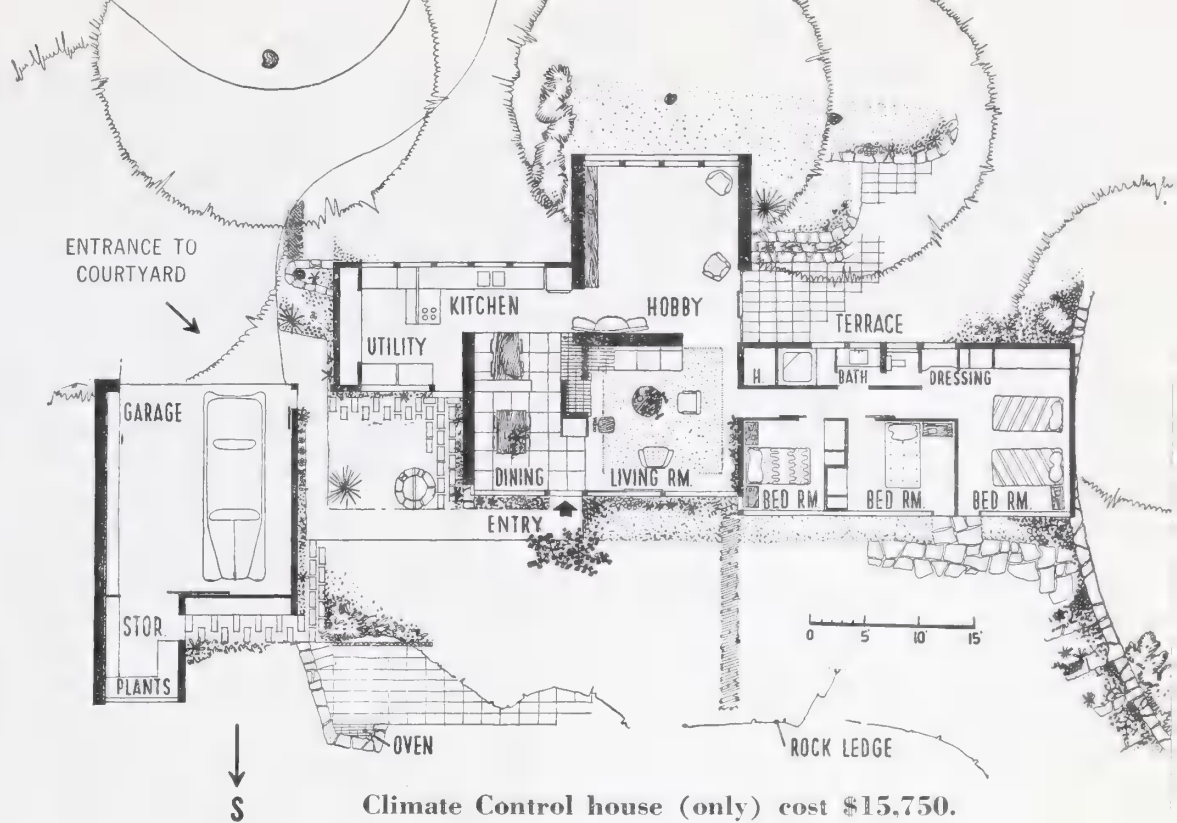 ENTRANCE TO
COURTYARD
KITCHEN
HOBBY
TERRACE
UTILITY
H.
BATH
DRESSING
GARAGE
DINING
LIVING RM.
BED RM
BED RM.
BED RM.
ENTRY
STOR.
0 5' 10' 15'
PLANTS
OVEN
ROCK LEDGE
S
Climate Control house (only) cost $15,750.